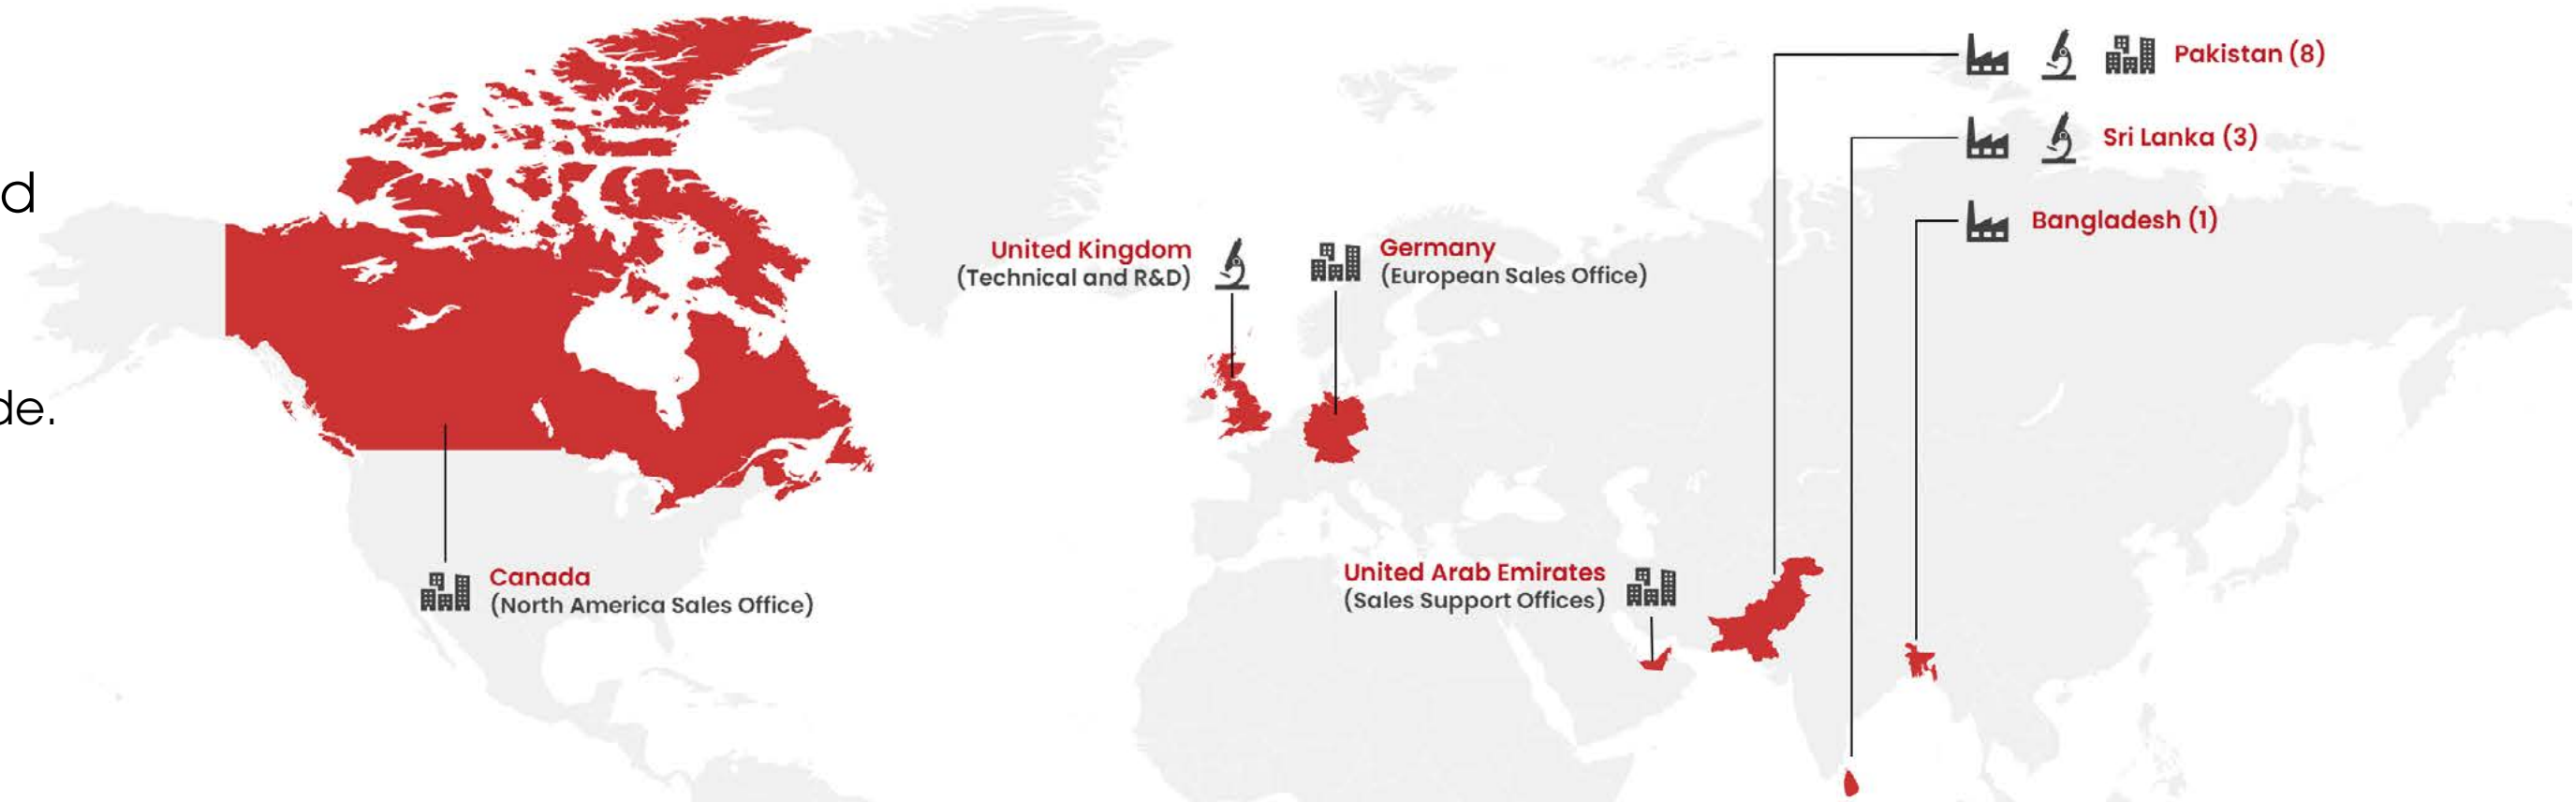 d
de.
Pakistan (8)
Sri Lanka (3)
Bangladesh (1)
United Kingdom
(Technical and R&D)
Germany
(European Sales Office)
Canada
(North America Sales Office)
United Arab Emirates
(Sales Support Offices)